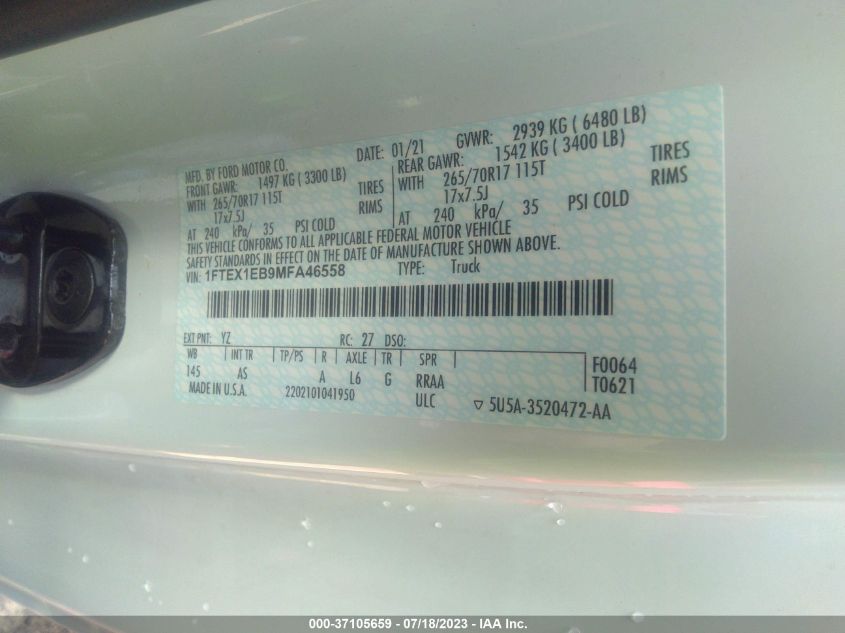 MFD. BY FORD MOTOR CO. DATE: 01/21 GVWR: 2939 KG ( 6480 LB)
FRONT GAWR: 1497 KG ( 3300 LB) REAR GAWR: 1542 KG ( 3400 LB)
WITH 265/70R17 115T TIRES WITH 265/70R17 115T TIRES
17x7.5J RIMS 17x7.5J RIMS
AT 240 kPa/ 35 PSI COLD AT 240 kPa/ 35 PSI COLD
THIS VEHICLE CONFORMS TO ALL APPLICABLE FEDERAL MOTOR VEHICLE
SAFETY STANDARDS IN EFFECT ON THE DATE OF MANUFACTURE SHOWN ABOVE.
VIN: 1FTEX1EB9MFA46558 TYPE: Truck
EXT PNT: YZ RC: 27 DSO:
WB INT TR TP/PS R AXLE TR SPR F0064
145 AS A L6 G RRAA T0621
MADE IN U.S.A. 2202101041950 ULC ▽ 5U5A-3520472-AA
000-37105659 - 07/18/2023 - IAA Inc.